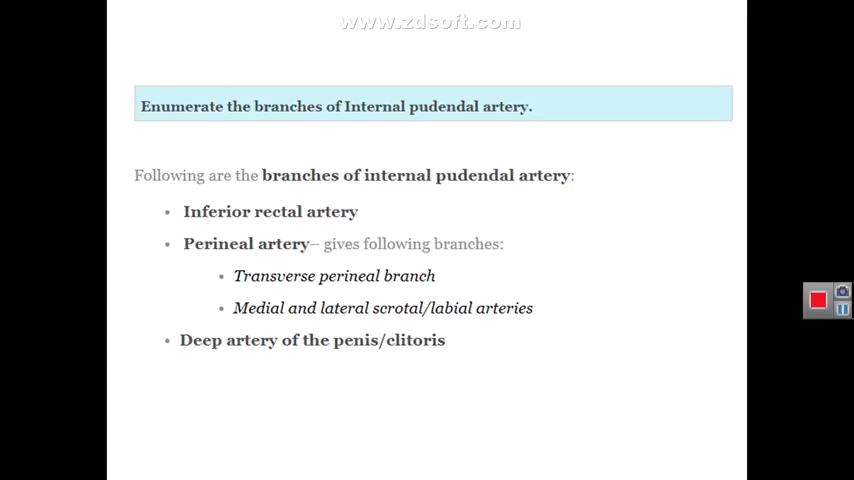 www.zdsoft.com
Enumerate the branches of Internal pudendal artery.
Following are the branches of internal pudendal artery:
• Inferior rectal artery
• Perineal artery– gives following branches:
• Transverse perineal branch
• Medial and lateral scrotal/labial arteries
• Deep artery of the penis/clitoris